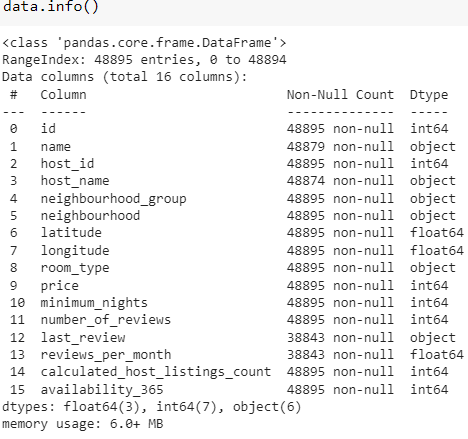 data.info()
<class 'pandas.core.frame.DataFrame'>
RangeIndex: 48895 entries, 0 to 48894
Data columns (total 16 columns):
 #   Column                          Non-Null Count  Dtype
---  ------                          --------------  -----
 0   id                              48895 non-null  int64
 1   name                            48879 non-null  object
 2   host_id                         48895 non-null  int64
 3   host_name                       48874 non-null  object
 4   neighbourhood_group             48895 non-null  object
 5   neighbourhood                   48895 non-null  object
 6   latitude                        48895 non-null  float64
 7   longitude                       48895 non-null  float64
 8   room_type                       48895 non-null  object
 9   price                           48895 non-null  int64
 10  minimum_nights                  48895 non-null  int64
 11  number_of_reviews               48895 non-null  int64
 12  last_review                     38843 non-null  object
 13  reviews_per_month               38843 non-null  float64
 14  calculated_host_listings_count  48895 non-null  int64
 15  availability_365                48895 non-null  int64
dtypes: float64(3), int64(7), object(6)
memory usage: 6.0+ MB